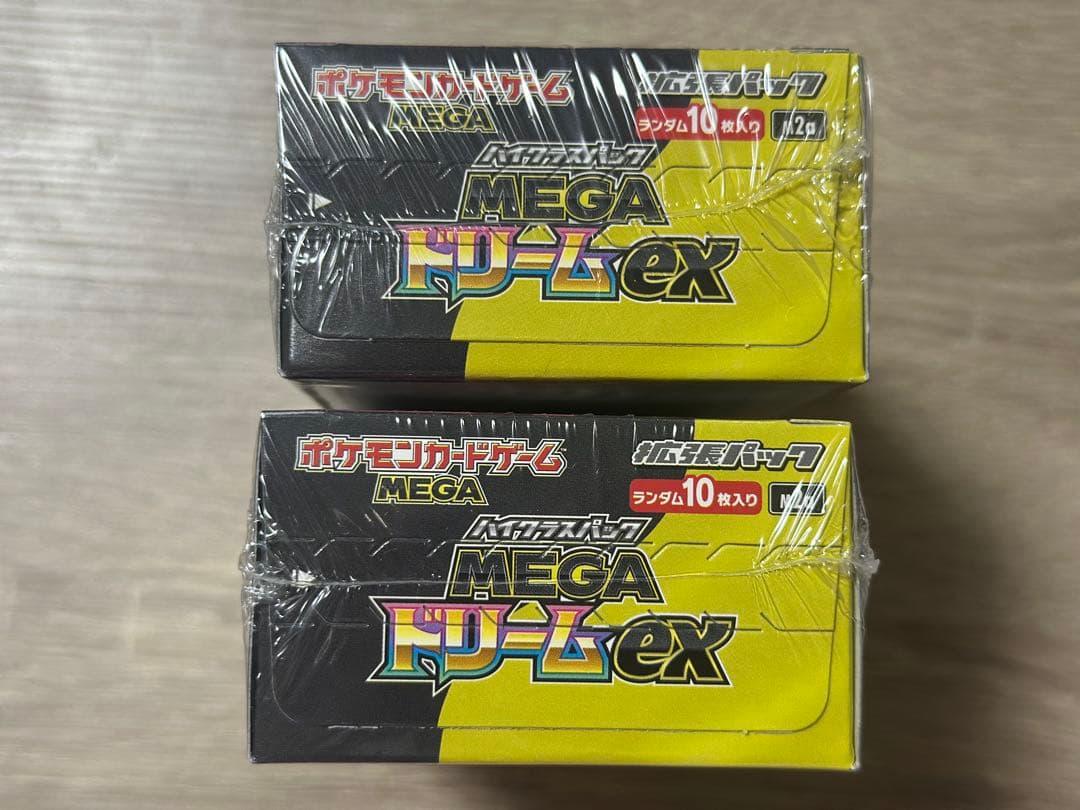 ポケモンカードゲーム
MEGA
拡張パック
ランダム10枚入り
M2a
ハイクラスパック
MEGA
ドリームex
ポケモンカードゲーム
MEGA
拡張パック
ランダム10枚入り
M2a
ハイクラスパック
MEGA
ドリームex